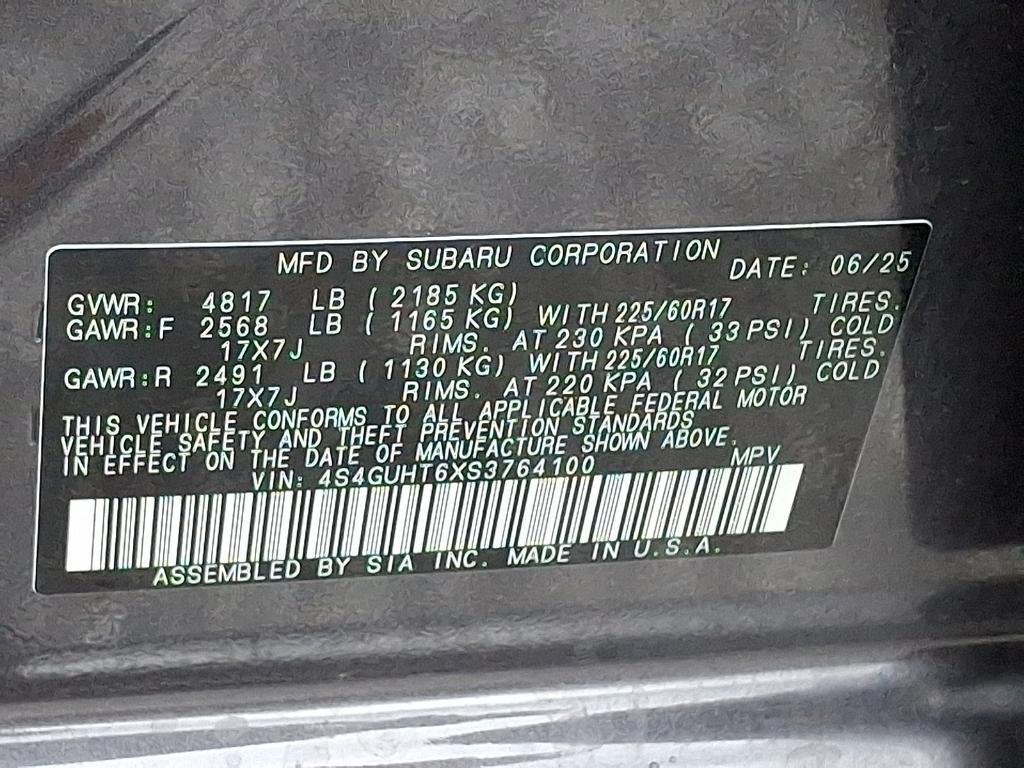 MFD BY SUBARU CORPORATION DATE: 06/25
GVWR: 4817 LB ( 2185 KG)
GAWR:F 2568 LB ( 1165 KG) WITH 225/60R17 TIRES.
17X7J RIMS. AT 230 KPA ( 33 PSI) COLD
GAWR:R 2491 LB ( 1130 KG) WITH 225/60R17 TIRES.
17X7J RIMS. AT 220 KPA ( 32 PSI) COLD
THIS VEHICLE CONFORMS TO ALL APPLICABLE FEDERAL MOTOR
VEHICLE SAFETY AND THEFT PREVENTION STANDARDS
IN EFFECT ON THE DATE OF MANUFACTURE SHOWN ABOVE.
VIN: 4S4GUHT6XS3764100 MPV
ASSEMBLED BY SIA INC. MADE IN U.S.A.